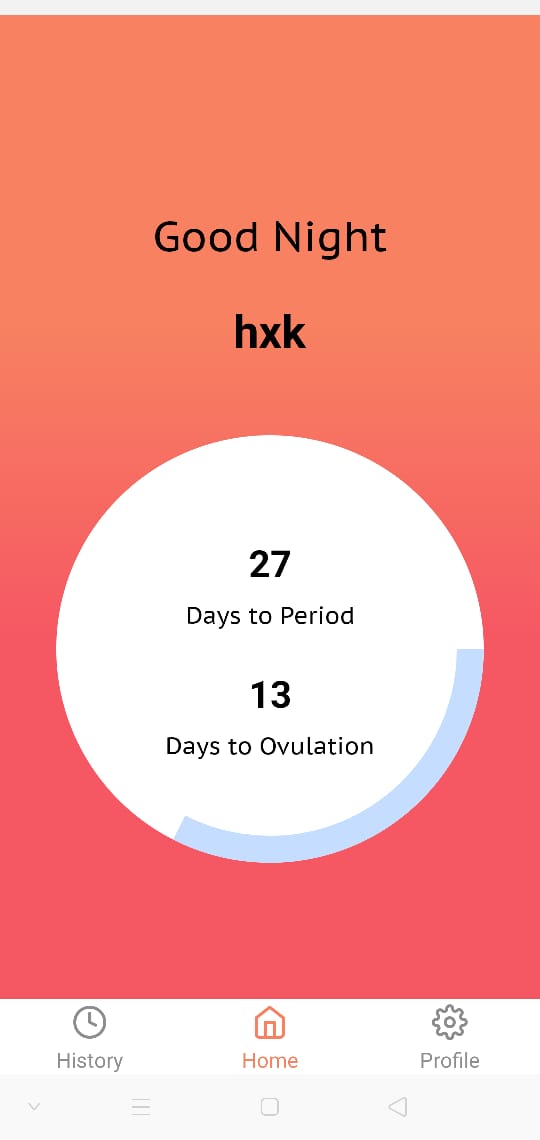 Good Night
hxk
27
Days to Period
13
Days to Ovulation
History
Home
Profile